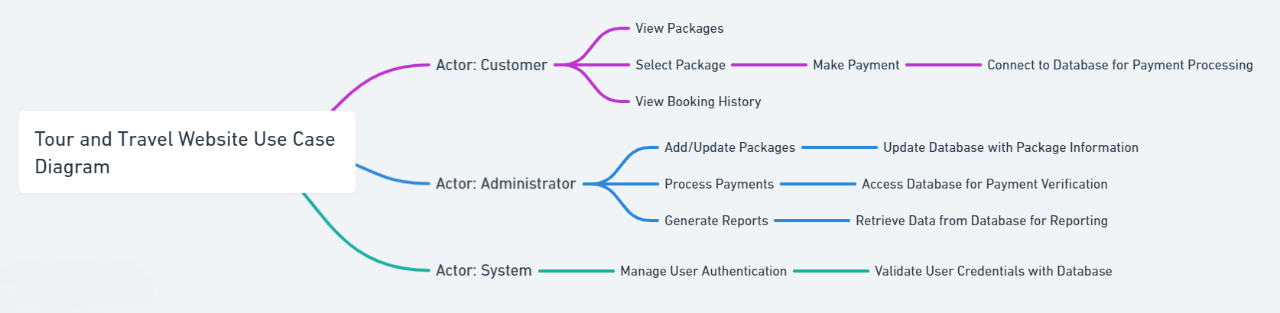 Tour and Travel Website Use Case
Diagram
Actor: Customer
View Packages
Select Package
Make Payment
Connect to Database for Payment Processing
View Booking History
Actor: Administrator
Add/Update Packages
Update Database with Package Information
Process Payments
Access Database for Payment Verification
Generate Reports
Retrieve Data from Database for Reporting
Actor: System
Manage User Authentication
Validate User Credentials with Database